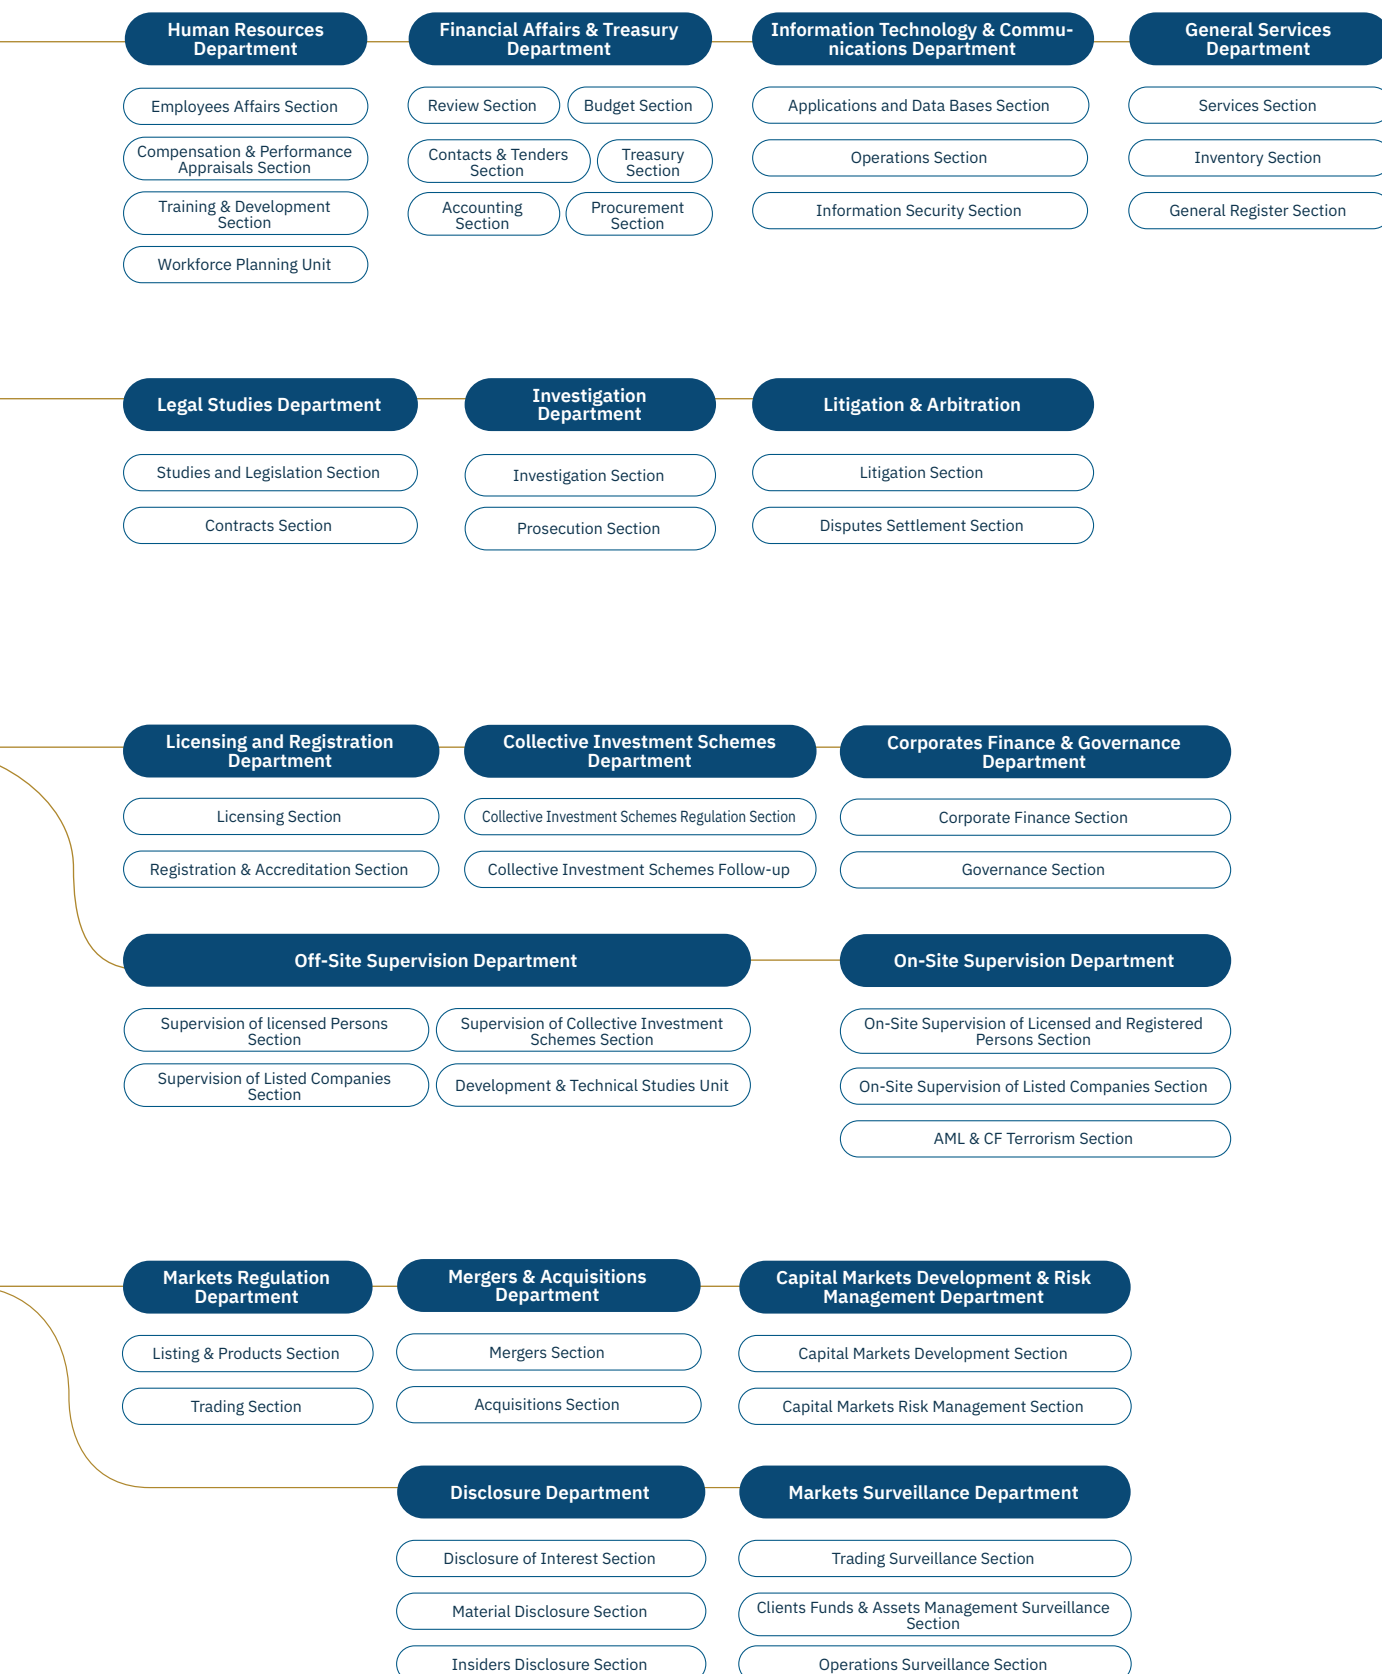 Human Resources
Department
Employees Affairs Section
Compensation & Performance
Appraisals Section
Training & Development
Section
Workforce Planning Unit
Financial Affairs & Treasury
Department
Review Section
Budget Section
Contacts & Tenders
Section
Treasury
Section
Accounting
Section
Procurement
Section
Information Technology & Commu-
nications Department
Applications and Data Bases Section
Operations Section
Information Security Section
General Services
Department
Services Section
Inventory Section
General Register Section
Legal Studies Department
Studies and Legislation Section
Contracts Section
Investigation
Department
Investigation Section
Prosecution Section
Litigation & Arbitration
Litigation Section
Disputes Settlement Section
Licensing and Registration
Department
Licensing Section
Registration & Accreditation Section
Collective Investment Schemes
Department
Collective Investment Schemes Regulation Section
Collective Investment Schemes Follow-up
Corporates Finance & Governance
Department
Corporate Finance Section
Governance Section
Off-Site Supervision Department
Supervision of licensed Persons
Section
Supervision of Collective Investment
Schemes Section
Supervision of Listed Companies
Section
Development & Technical Studies Unit
On-Site Supervision Department
On-Site Supervision of Licensed and Registered
Persons Section
On-Site Supervision of Listed Companies Section
AML & CF Terrorism Section
Markets Regulation
Department
Listing & Products Section
Trading Section
Mergers & Acquisitions
Department
Mergers Section
Acquisitions Section
Capital Markets Development & Risk
Management Department
Capital Markets Development Section
Capital Markets Risk Management Section
Disclosure Department
Disclosure of Interest Section
Material Disclosure Section
Insiders Disclosure Section
Markets Surveillance Department
Trading Surveillance Section
Clients Funds & Assets Management Surveillance
Section
Operations Surveillance Section